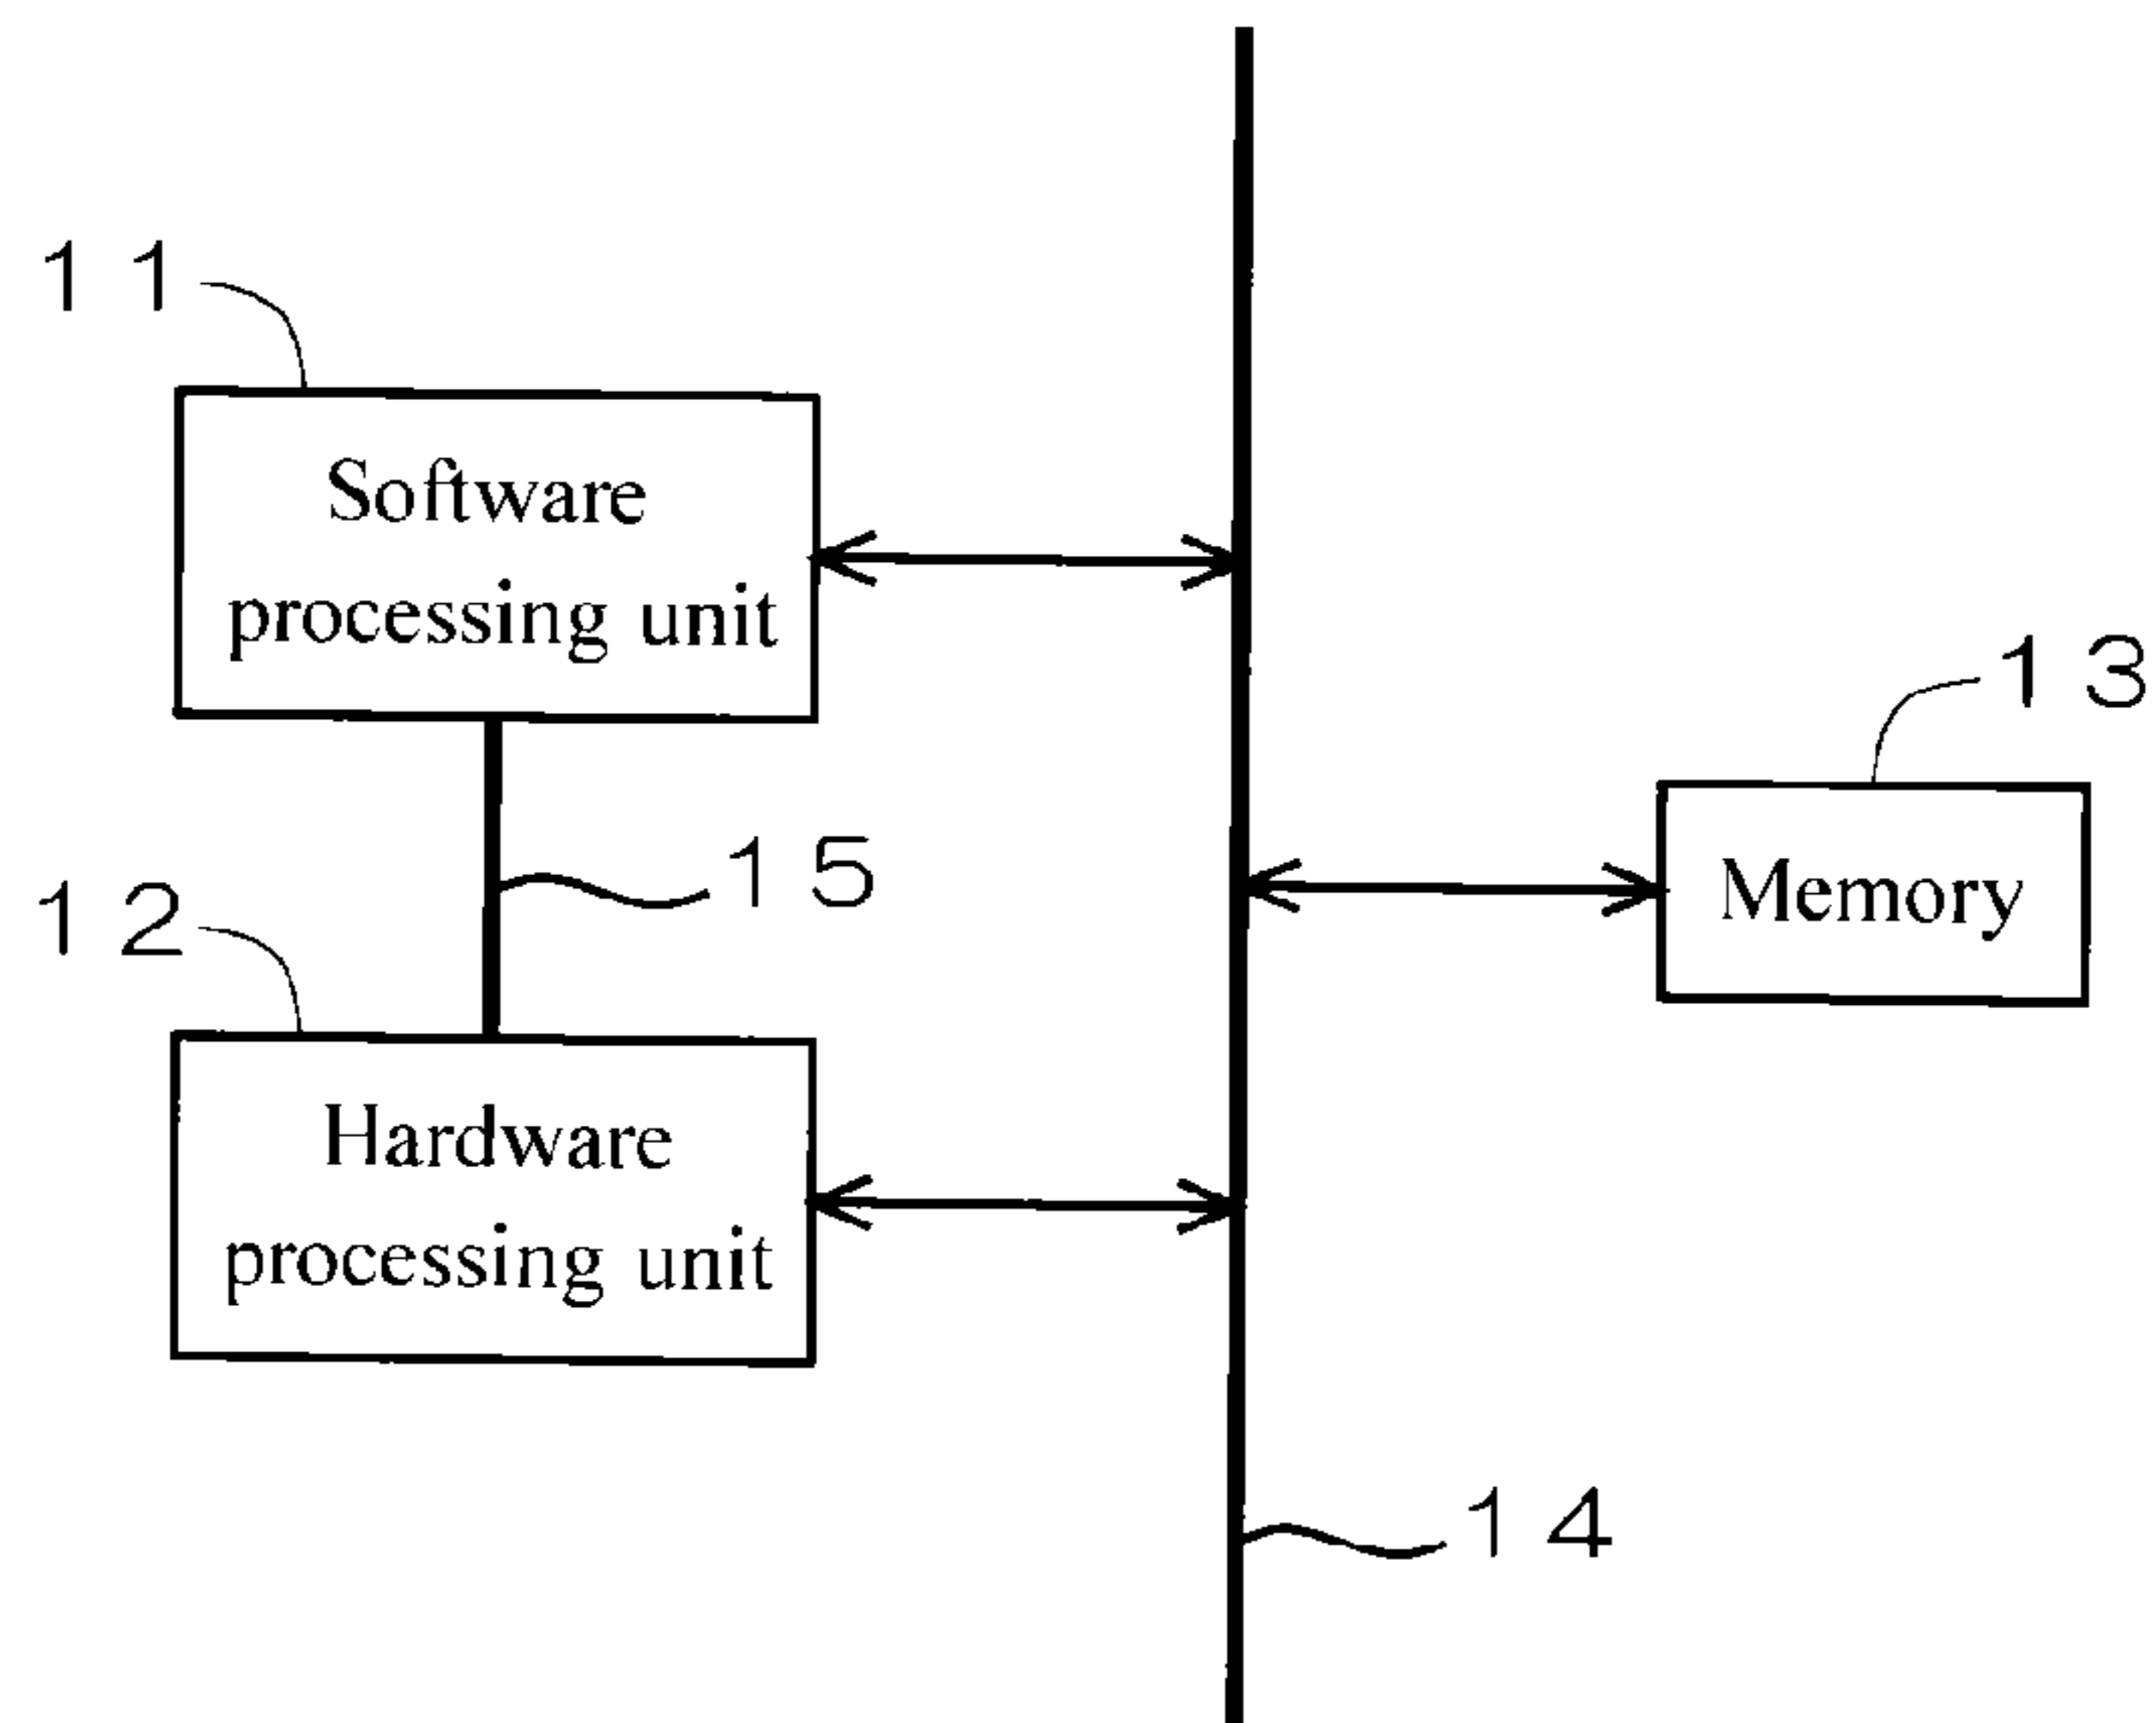 11
Software
processing unit
13
15
Memory
12
Hardware
processing unit
14